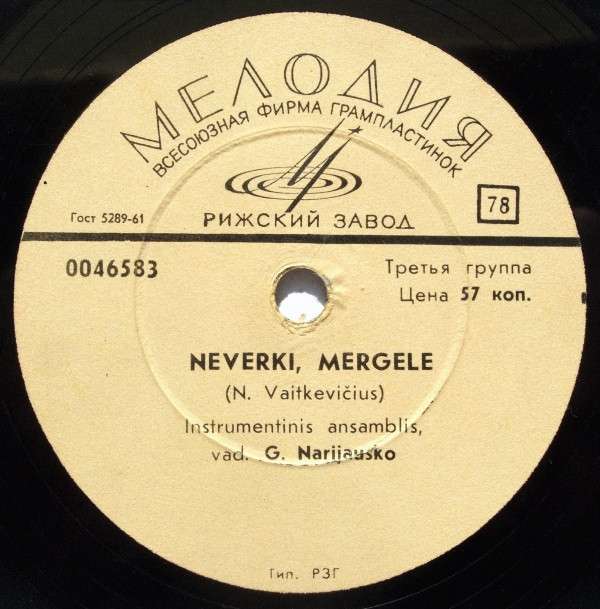 МЕЛОДИЯ
ВСЕСОЮЗНАЯ ФИРМА ГРАМПЛАСТИНОК
Гост 5289-61
РИЖСКИЙ ЗАВОД
78
0046583
Третья группа
Цена 57 коп.
NEVERKI, MERGELE
(N. Vaitkevičius)
Instrumentinis ansamblis,
vad. G. Narijausko
Гип. РЗГ